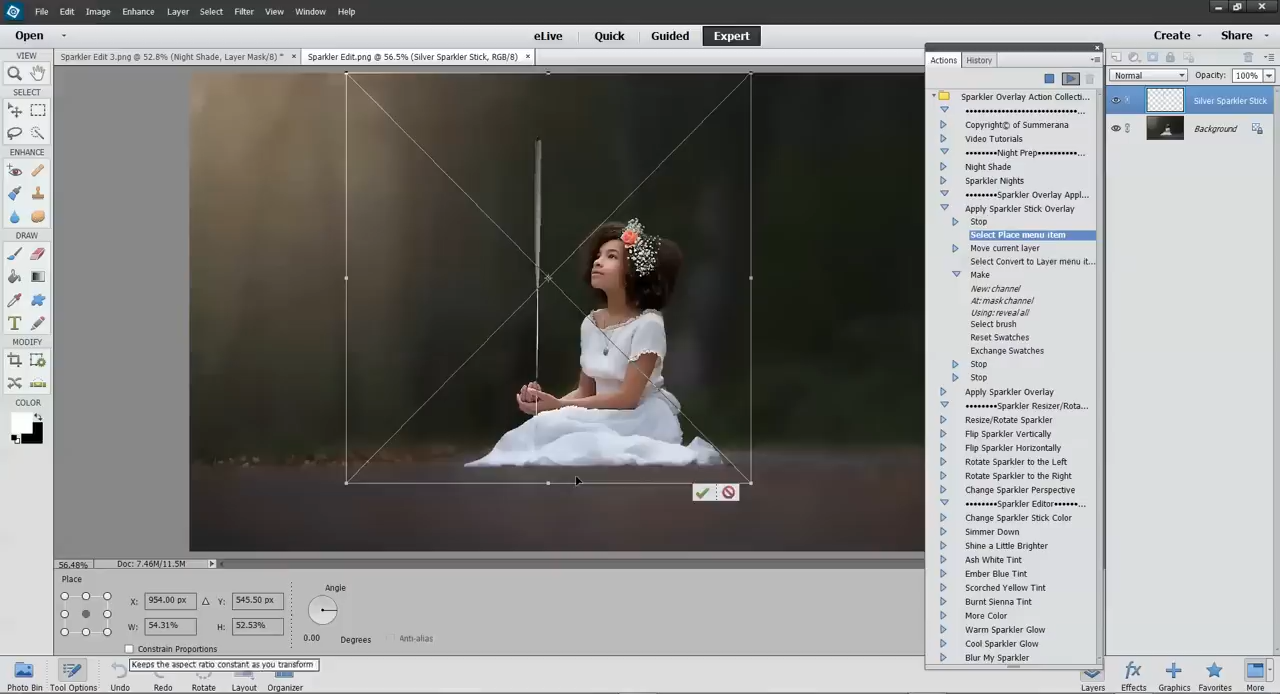 File Edit Image Enhance Layer Select Filter View Window Help
Open
eLive Quick Guided Expert
Create Share
Sparkler Edit 3.png @ 52.8% (Night Shade, Layer Mask/8) * ×
Sparkler Edit.png @ 56.5% (Silver Sparkler Stick, RGB/8) ×
VIEW
SELECT
ENHANCE
DRAW
MODIFY
COLOR
Actions History
Sparkler Overlay Action Collecti...
Copyright© of Summerana
Video Tutorials
••••••••Night Prep••••••••••...
Night Shade
Sparkler Nights
••••••••Sparkler Overlay Appl...
Apply Sparkler Stick Overlay
Stop
Select Place menu item
Move current layer
Select Convert to Layer menu it...
Make
New: channel
At: mask channel
Using: reveal all
Select brush
Reset Swatches
Exchange Swatches
Stop
Stop
Apply Sparkler Overlay
••••••••Sparkler Resizer/Rota...
Resize/Rotate Sparkler
Flip Sparkler Vertically
Flip Sparkler Horizontally
Rotate Sparkler to the Left
Rotate Sparkler to the Right
Change Sparkler Perspective
••••••••Sparkler Editor••••••...
Change Sparkler Stick Color
Simmer Down
Shine a Little Brighter
Ash White Tint
Ember Blue Tint
Scorched Yellow Tint
Burnt Sienna Tint
More Color
Warm Sparkler Glow
Cool Sparkler Glow
Blur My Sparkler
Normal Opacity: 100%
Silver Sparkler Stick
Background
56.48% Doc: 7.46M/11.5M
Place
X: 954.00 px Y: 545.50 px
W: 54.31% H: 52.53%
Constrain Proportions
Angle
0.00 Degrees
Anti-alias
Keeps the aspect ratio constant as you transform
Photo Bin Tool Options Undo Redo Rotate Layout Organizer
Layers Effects Graphics Favorites More